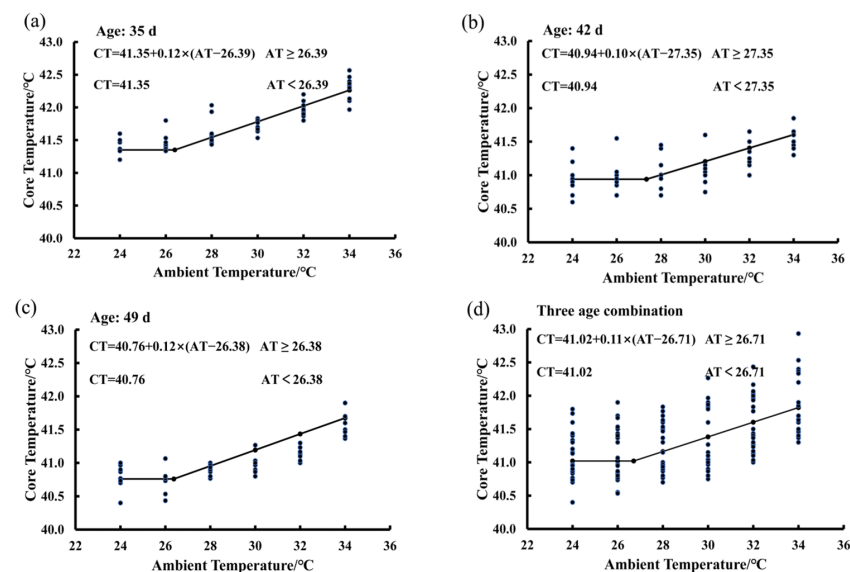 (a)
Age: 35 d
CT=41.35+0.12×(AT−26.39) AT ≥ 26.39
CT=41.35 AT < 26.39
Core Temperature/°C
43.0
42.5
42.0
41.5
41.0
40.5
40.0
22 24 26 28 30 32 34 36
Ambient Temperature/°C
(b)
Age: 42 d
CT=40.94+0.10×(AT−27.35) AT ≥ 27.35
CT=40.94 AT < 27.35
Core Temperature/°C
43.0
42.5
42.0
41.5
41.0
40.5
40.0
22 24 26 28 30 32 34 36
Ambient Temperature/°C
(c)
Age: 49 d
CT=40.76+0.12×(AT−26.38) AT ≥ 26.38
CT=40.76 AT < 26.38
Core Temperature/°C
43.0
42.5
42.0
41.5
41.0
40.5
40.0
22 24 26 28 30 32 34 36
Ambient Temperature/°C
(d)
Three age combination
CT=41.02+0.11×(AT−26.71) AT ≥ 26.71
CT=41.02 AT < 26.71
Core Temperature/°C
43.0
42.5
42.0
41.5
41.0
40.5
40.0
22 24 26 28 30 32 34 36
Ambient Temperature/°C